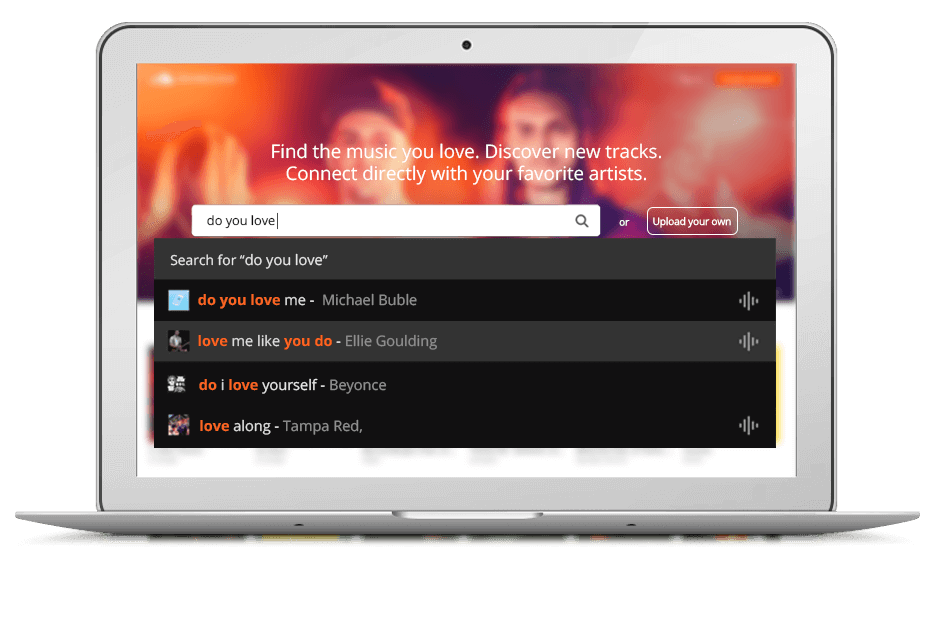 Find the music you love. Discover new tracks.
Connect directly with your favorite artists.
do you love
or
Upload your own
Search for “do you love”
do you love me - Michael Buble
love me like you do - Ellie Goulding
do i love yourself - Beyonce
love along - Tampa Red,